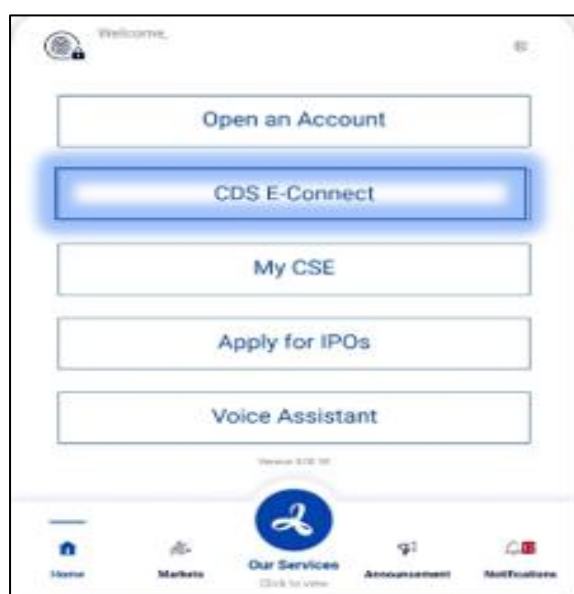 Welcome,
Open an Account
CDS E-Connect
My CSE
Apply for IPOs
Voice Assistant
Version
Home
Markets
Our Services
Click to view
Announcement
Notifications